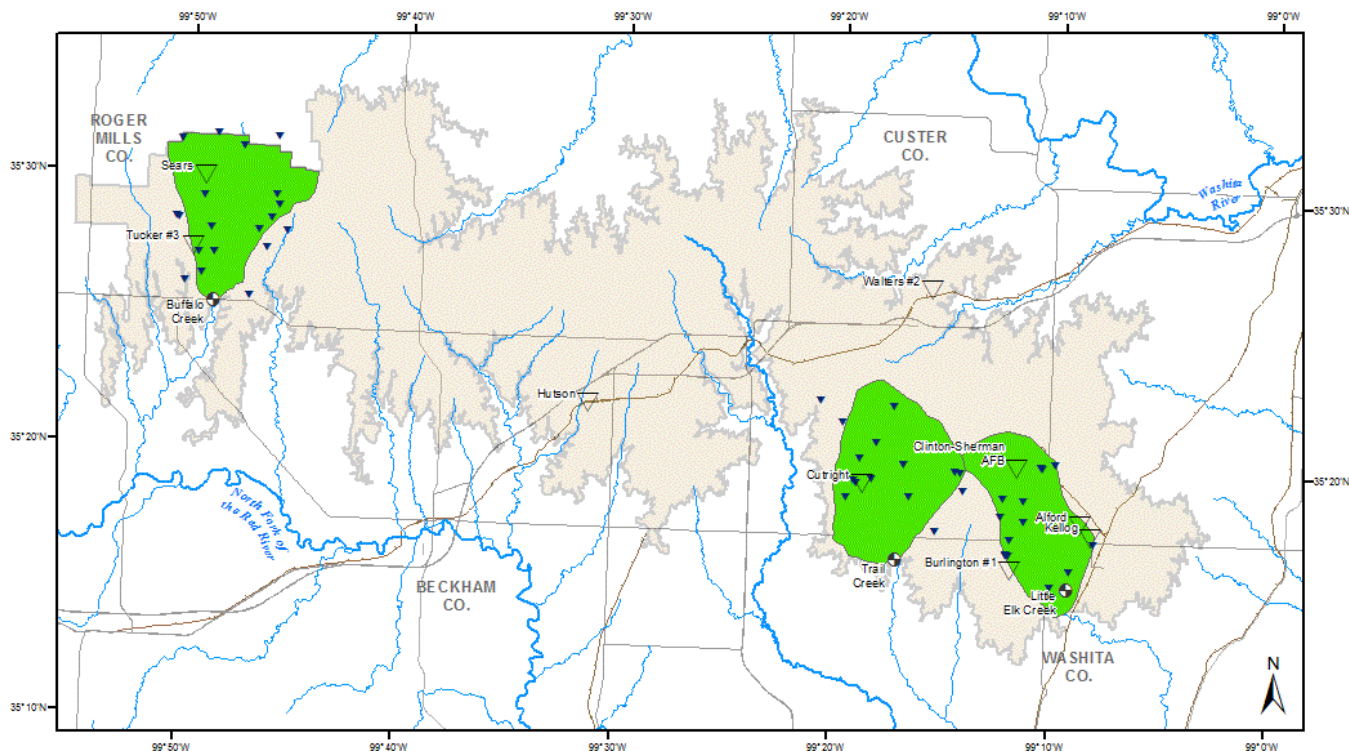 99°50'W 99°40'W 99°30'W 99°20'W 99°10'W 99°0'W
ROGER
MILLS
CO.
CUSTER
CO.
35°30'N
Sears
Washita
River
35°30'N
Tucker #3
Walters #2
Buffalo
Creek
Hutson
35°20'N
Clinton-Sherman
AFB
Cutright
35°20'N
North Fork of
the Red River
Alford
Kellog
Burlington #1
Trail
Creek
BECKHAM
CO.
Little
Elk Creek
WASHITA
CO.
N
35°10'N
35°10'N
99°50'W 99°40'W 99°30'W 99°20'W 99°10'W 99°0'W